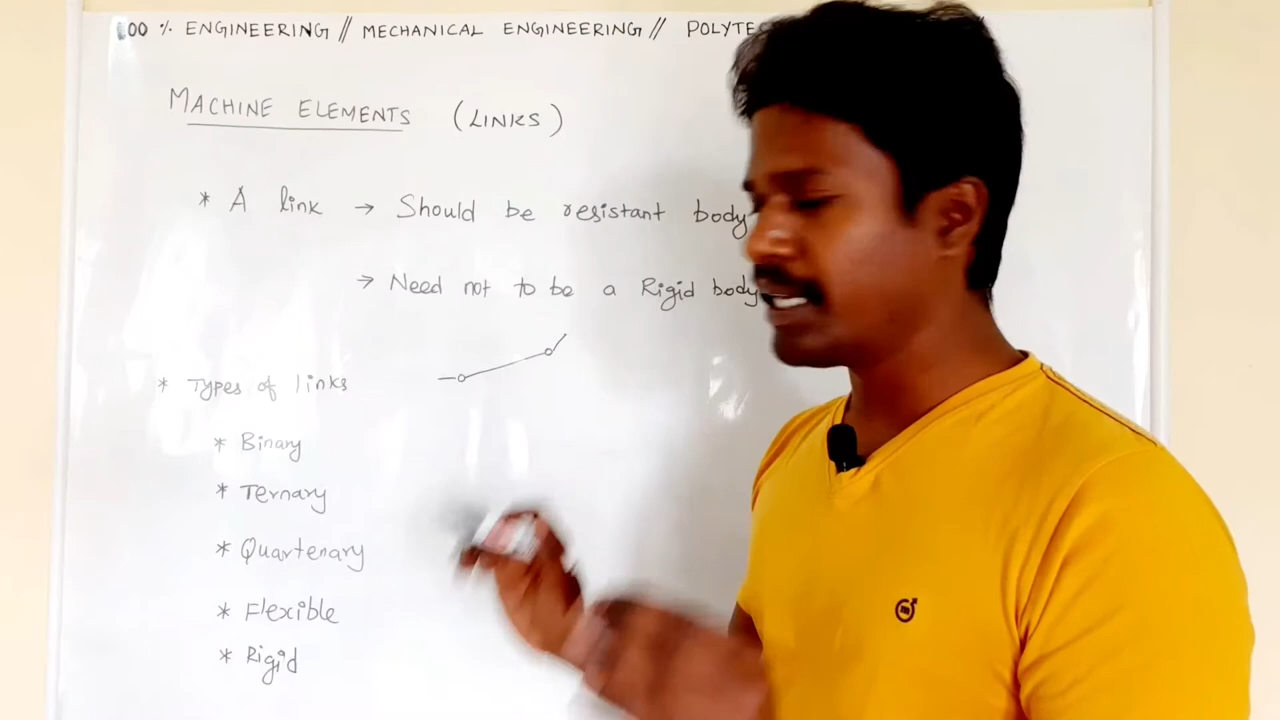 100 % ENGINEERING // MECHANICAL ENGINEERING // POLYTE
MACHINE ELEMENTS (LINKS)
* A link → Should be resistant body
→ Need not to be a Rigid body
* Types of links
* Binary
* Ternary
* Quartenary
* Flexible
* Rigid